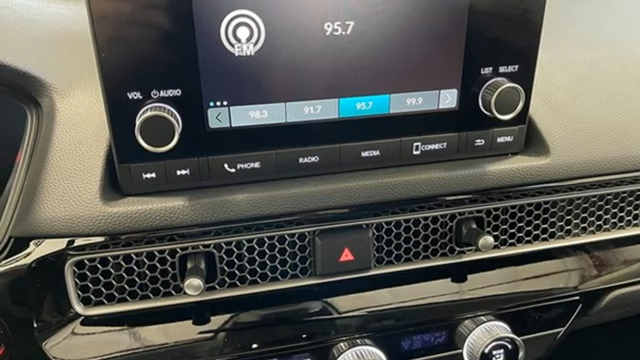 FM
95.7
VOL AUDIO
LIST SELECT
98.3 91.7 95.7 99.9
PHONE RADIO MEDIA CONNECT MENU